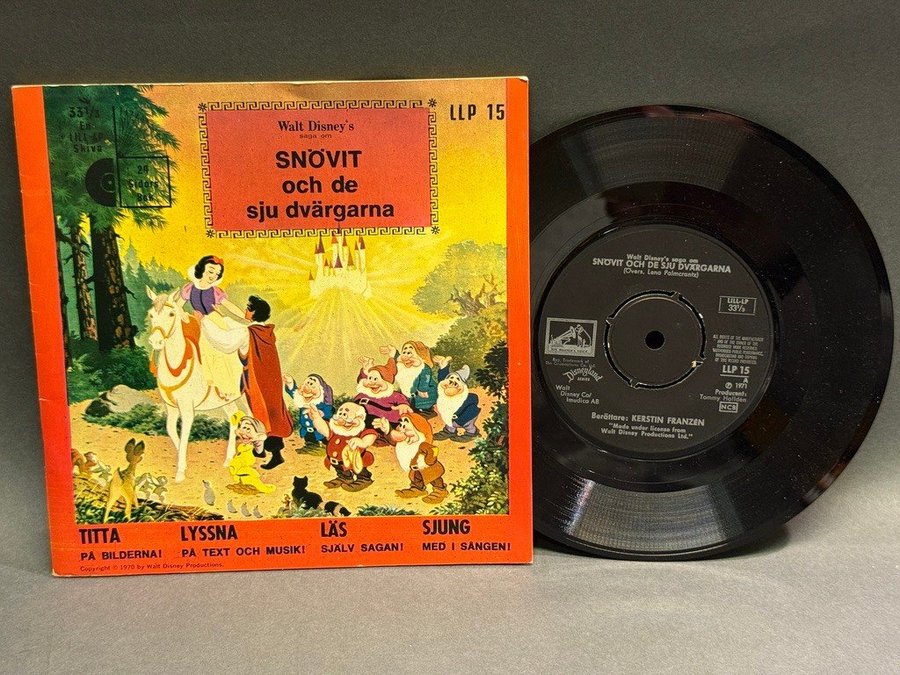 33⅓
LILL-LP
Skiva
Walt Disney's
saga om
SNÖVIT
och de
sju dvärgarna
LLP 15
TITTA
PÅ BILDERNA!
LYSSNA
PÅ TEXT OCH MUSIK!
LÄS
SJÄLV SAGAN!
SJUNG
MED I SÅNGEN!
Copyright © 1970 by Walt Disney Productions.
Walt Disney's saga om
SNÖVIT OCH DE SJU DVÄRGARNA
(Övers. Lena Palmcrantz)
LILL-LP
33⅓
Disneyland
SERIES
Walt
Disney Co/
Imudico AB
LLP 15
A
℗ 1971
Producent:
Tommy Halldén
NCB
Berättare: KERSTIN FRANZÉN
"Made under license from
Walt Disney Productions Ltd."